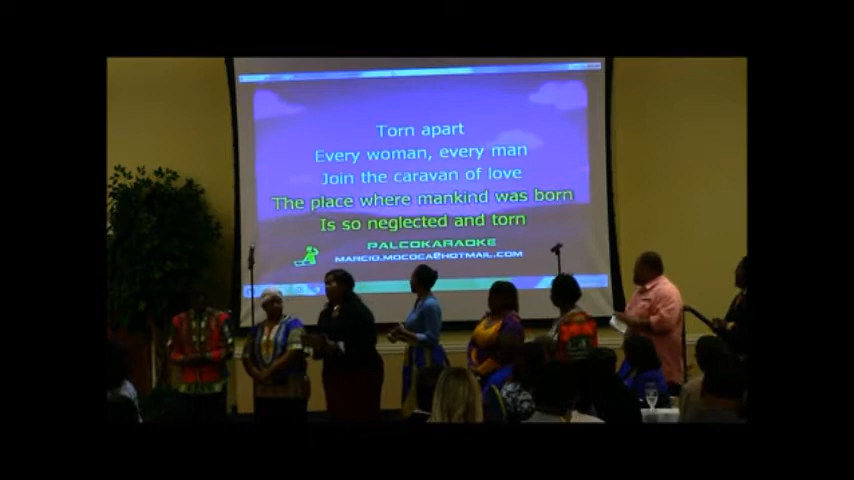 Torn apart
Every woman, every man
Join the caravan of love
The place where mankind was born
Is so neglected and torn
PALCOKARAOKE
MARCIO.MOCOCA@HOTMAIL.COM